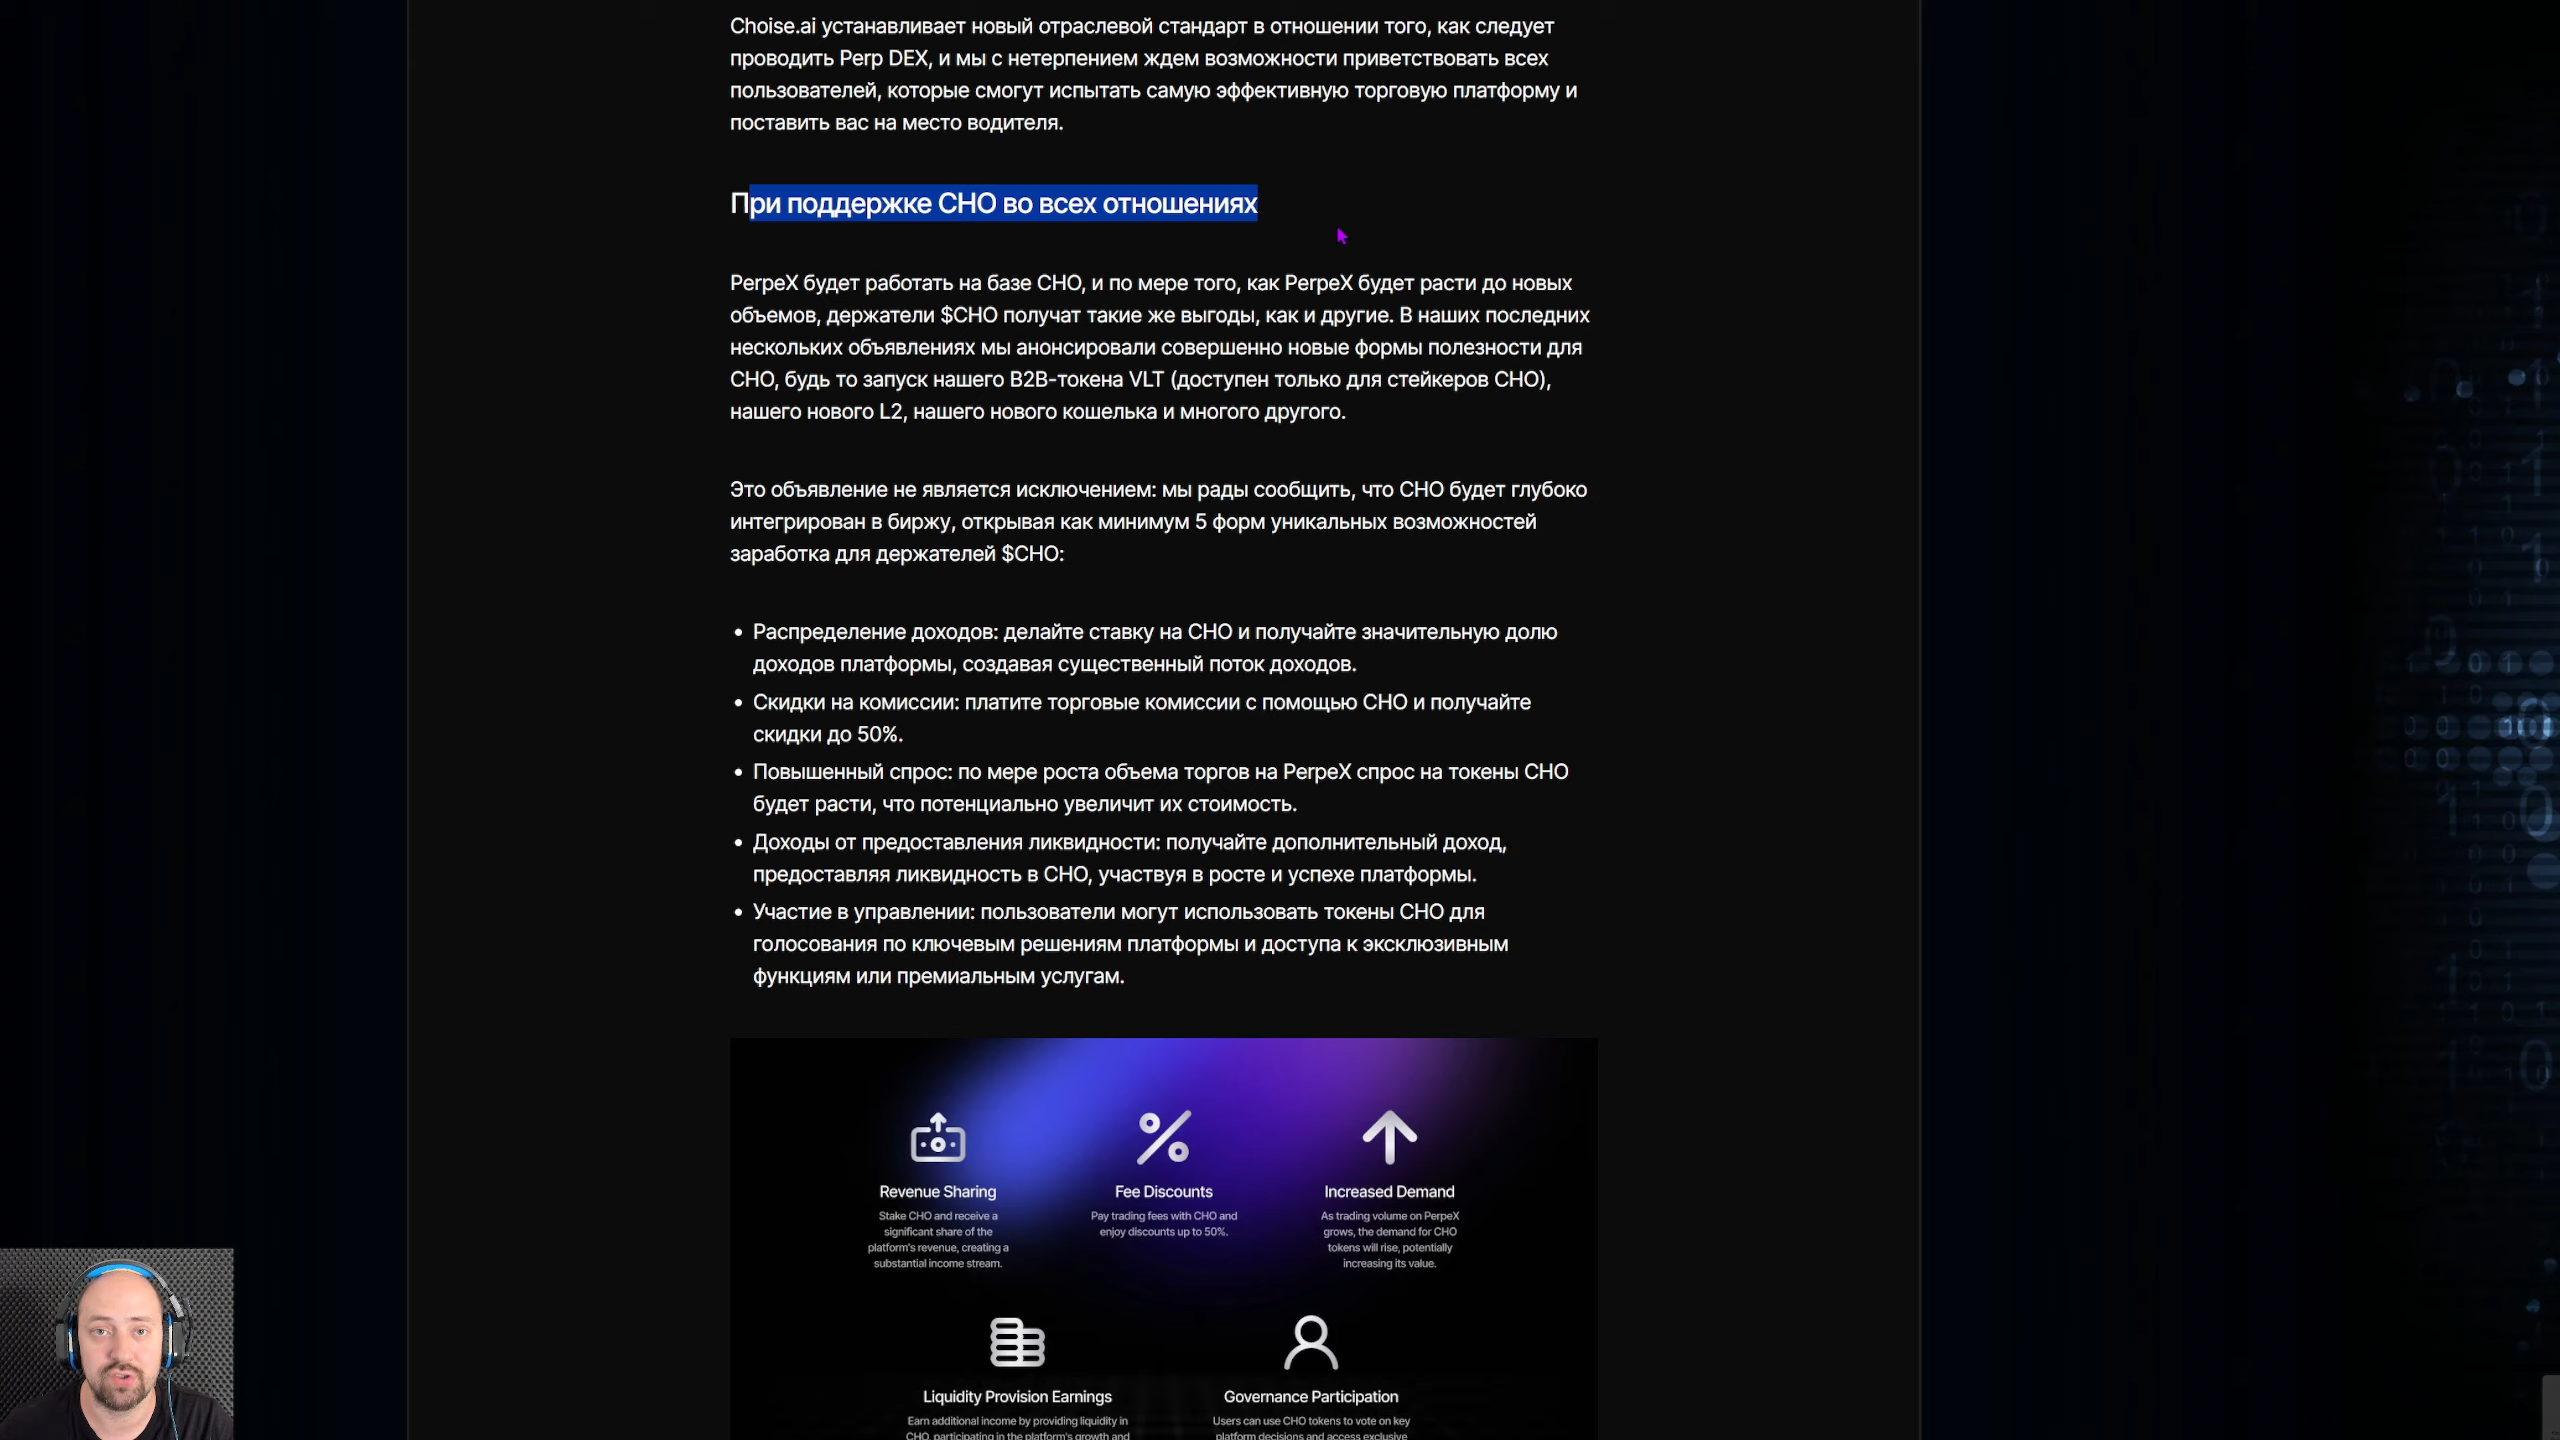 Choise.ai устанавливает новый отраслевой стандарт в отношении того, как следует
проводить Perp DEX, и мы с нетерпением ждем возможности приветствовать всех
пользователей, которые смогут испытать самую эффективную торговую платформу и
поставить вас на место водителя.
При поддержке CHO во всех отношениях
PerpeX будет работать на базе CHO, и по мере того, как PerpeX будет расти до новых
объемов, держатели $CHO получат такие же выгоды, как и другие. В наших последних
нескольких объявлениях мы анонсировали совершенно новые формы полезности для
CHO, будь то запуск нашего B2B-токена VLT (доступен только для стейкеров CHO),
нашего нового L2, нашего нового кошелька и многого другого.
Это объявление не является исключением: мы рады сообщить, что CHO будет глубоко
интегрирован в биржу, открывая как минимум 5 форм уникальных возможностей
заработка для держателей $CHO:
• Распределение доходов: делайте ставку на CHO и получайте значительную долю
доходов платформы, создавая существенный поток доходов.
• Скидки на комиссии: платите торговые комиссии с помощью CHO и получайте
скидки до 50%.
• Повышенный спрос: по мере роста объема торгов на PerpeX спрос на токены CHO
будет расти, что потенциально увеличит их стоимость.
• Доходы от предоставления ликвидности: получайте дополнительный доход,
предоставляя ликвидность в CHO, участвуя в росте и успехе платформы.
• Участие в управлении: пользователи могут использовать токены CHO для
голосования по ключевым решениям платформы и доступа к эксклюзивным
функциям или премиальным услугам.
Revenue Sharing
Stake CHO and receive a
significant share of the
platform's revenue, creating a
substantial income stream.
Fee Discounts
Pay trading fees with CHO and
enjoy discounts up to 50%.
Increased Demand
As trading volume on PerpeX
grows, the demand for CHO
tokens will rise, potentially
increasing its value.
Liquidity Provision Earnings
Earn additional income by providing liquidity in
CHO, participating in the platform's growth and
Governance Participation
Users can use CHO tokens to vote on key
platform decisions and access exclusive